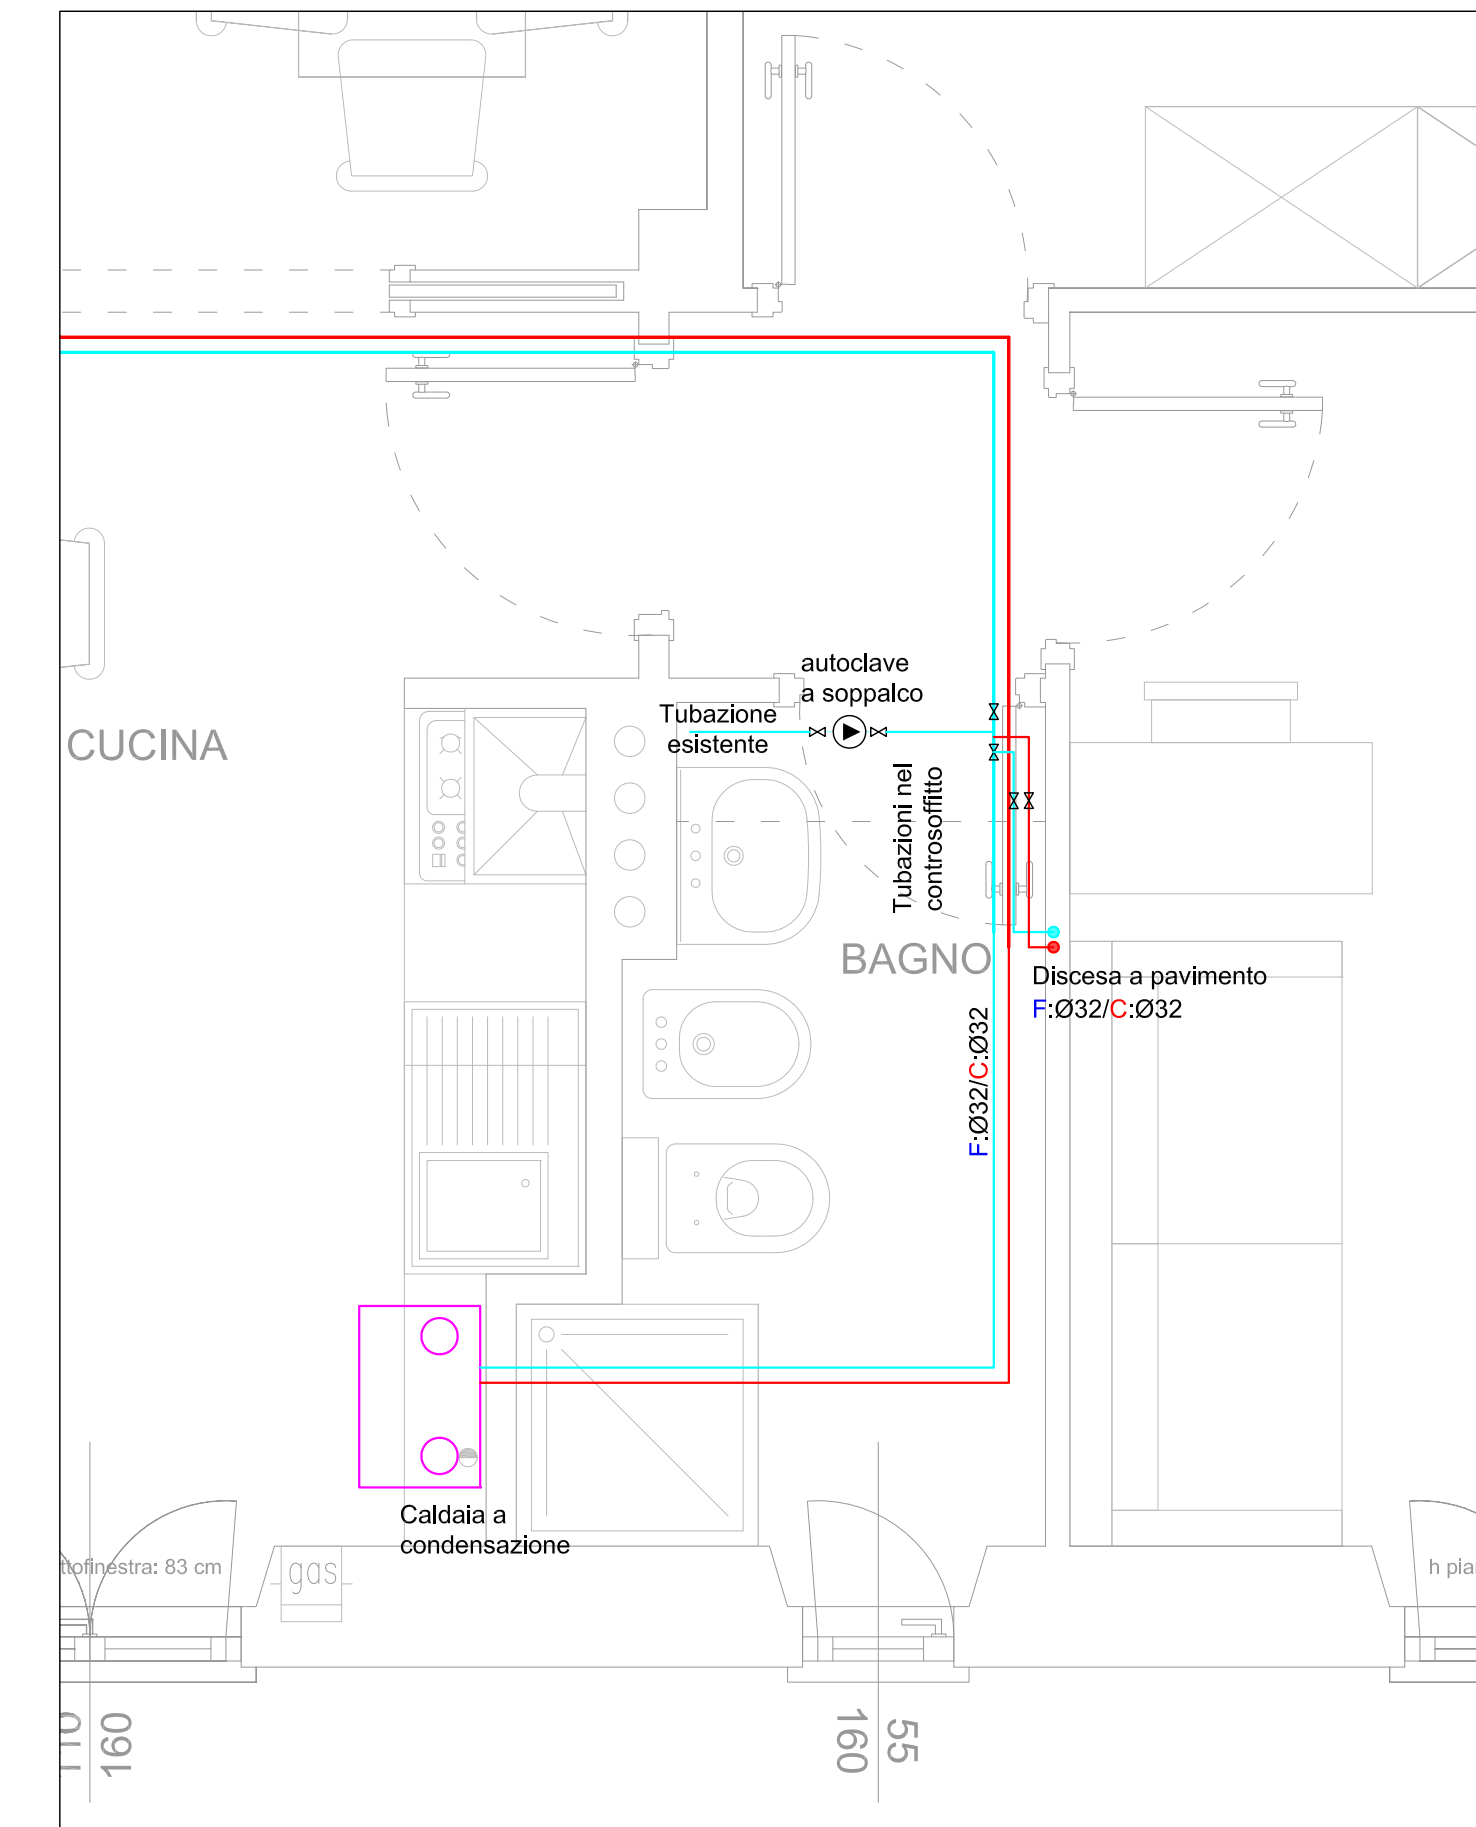 autoclave
a soppalco
Tubazione
esistente
CUCINA
Tubazioni nel
controsoffitto
BAGNO
Discesa a pavimento
F:Ø32/C:Ø32
F:Ø32/C:Ø32
Caldaia a
condensazione
ttofinestra: 83 cm
gas
h pia
160
55
160